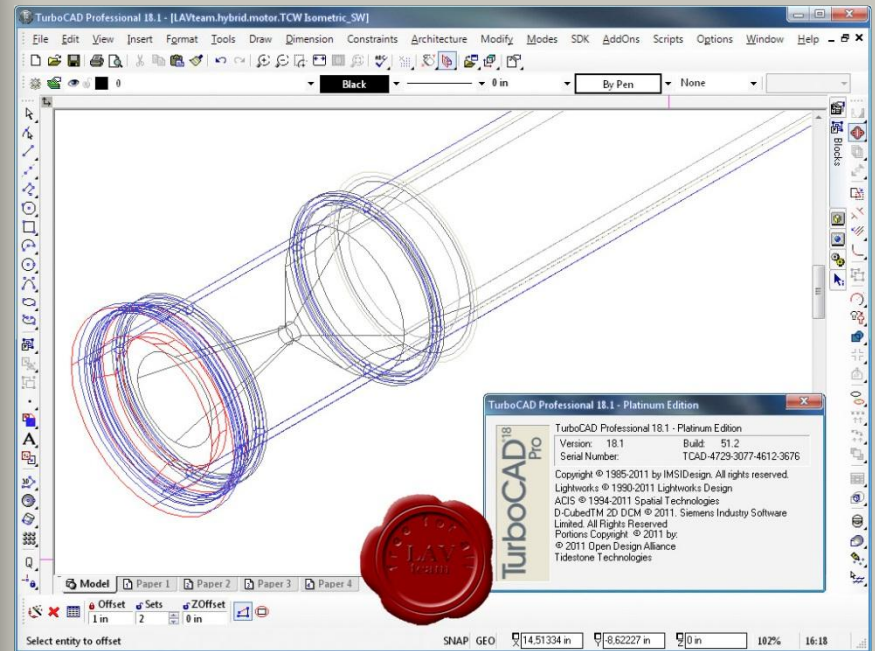 TurboCAD Professional 18.1 - [LAVteam.hybrid.motor.TCW Isometric_SW]
File Edit View Insert Format Tools Draw Dimension Constraints Architecture Modify Modes SDK AddOns Scripts Options Window Help
0 Black 0 in By Pen None
Blocks
TurboCAD Professional 18.1 - Platinum Edition
TurboCAD'18 Pro
TurboCAD Professional 18.1 - Platinum Edition
Version: 18.1 Build: 51.2
Serial Number: TCAD-4729-3077-4612-3676
Copyright © 1985-2011 by IMSIDesign. All rights reserved.
Lightworks © 1990-2011 Lightworks Design
ACIS © 1994-2011 Spatial Technologies
D-CubedTM 2D DCM © 2011. Siemens Industry Software
Limited. All Rights Reserved
Portions Copyright © 2011 by:
© 2011 Open Design Alliance
Tidestone Technologies
free for all
LAV
team
Model Paper 1 Paper 2 Paper 3 Paper 4
Offset Sets ZOffset
1 in 2 0 in
Select entity to offset SNAP GEO 14,51334 in -8,62227 in 0 in 102% 16:18